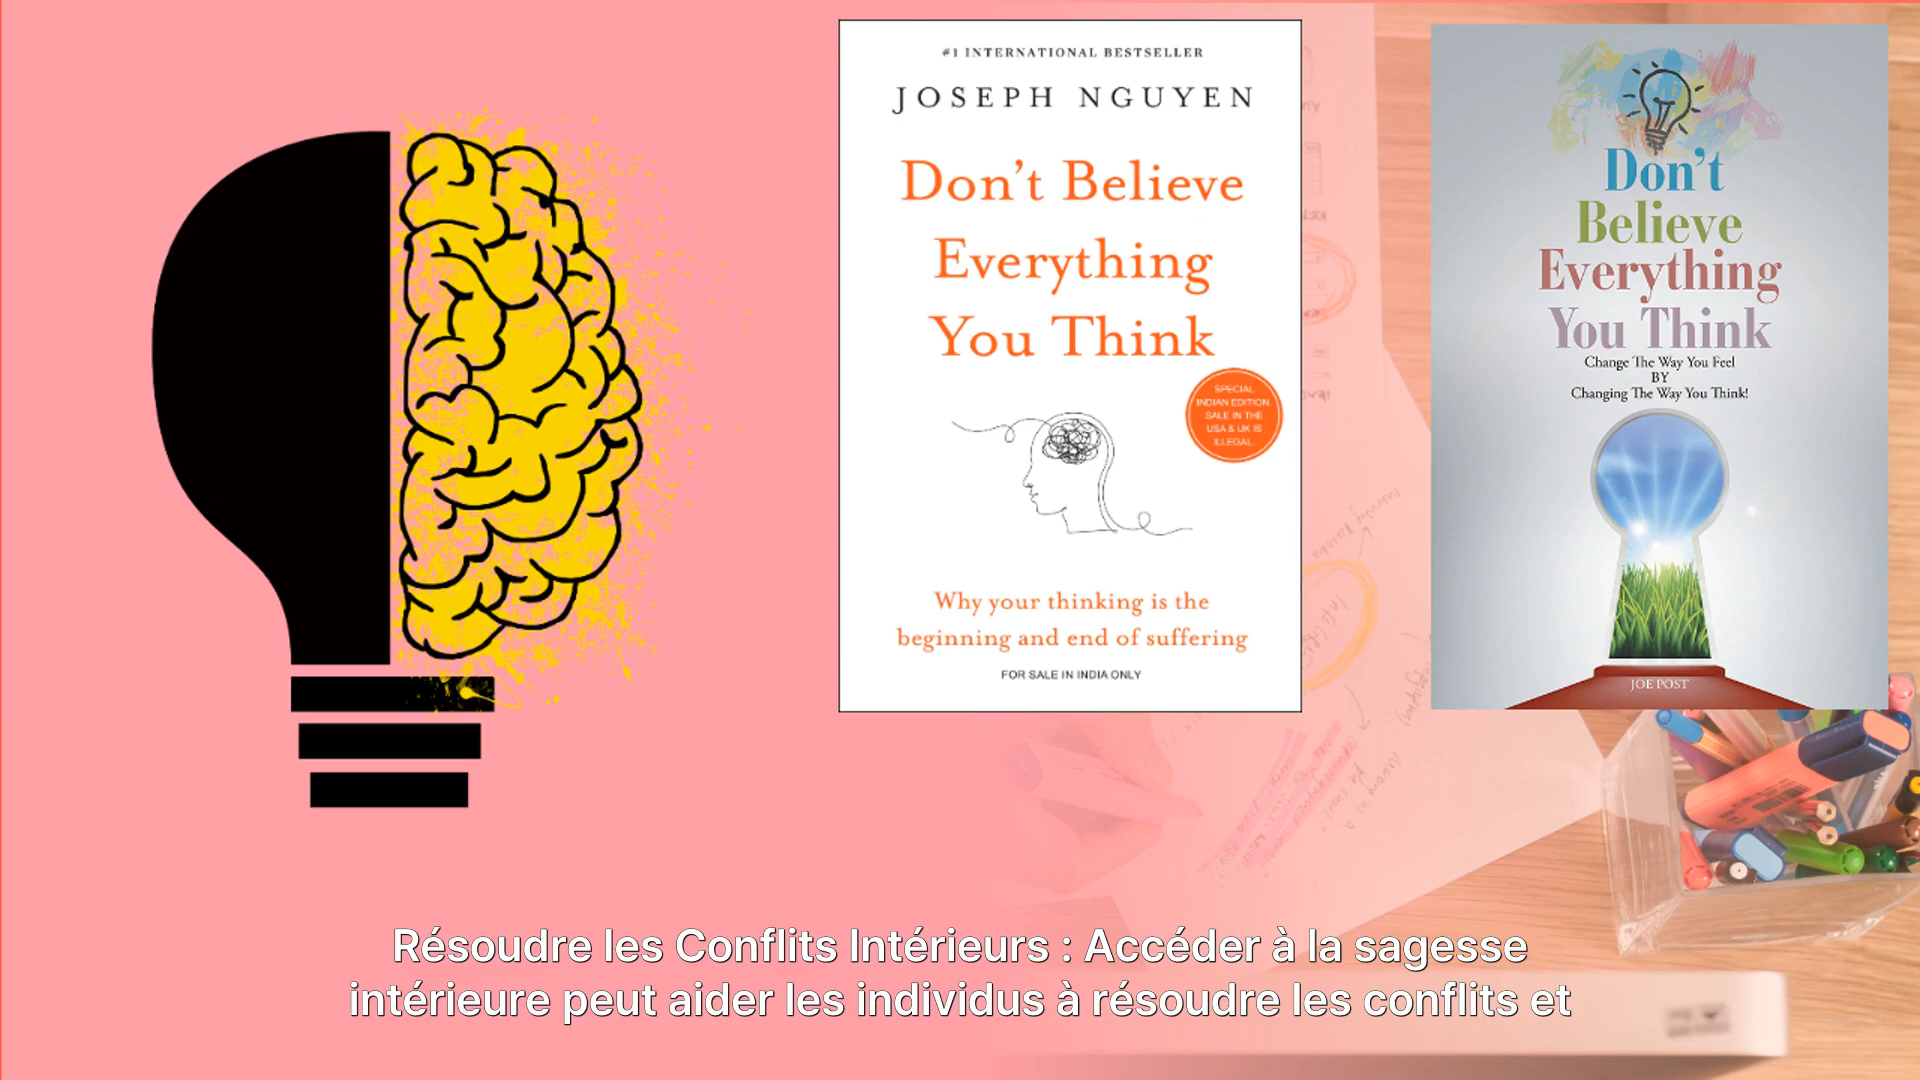 #1 INTERNATIONAL BESTSELLER
JOSEPH NGUYEN
Don't Believe
Everything
You Think
SPECIAL
INDIAN EDITION.
SALE IN THE
USA & UK IS
ILLEGAL
Why your thinking is the
beginning and end of suffering
FOR SALE IN INDIA ONLY
Don't
Believe
Everything
You Think
Change The Way You Feel
BY
Changing The Way You Think!
JOE POST
Résoudre les Conflits Intérieurs : Accéder à la sagesse
intérieure peut aider les individus à résoudre les conflits et